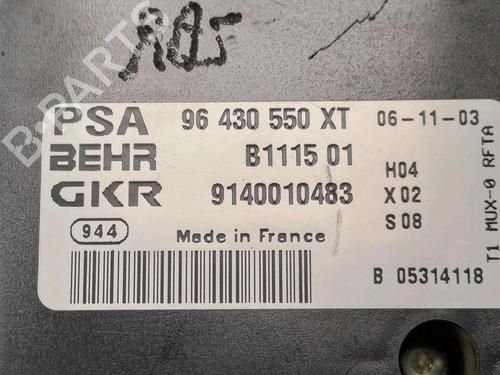 PSA 96 430 550 XT 06-11-03
BEHR B1115 01 H04
GKR 9140010483 X 02
S 08
944 Made in France
B 05314118
T1 MUX-0 RFTA
B-PARTS